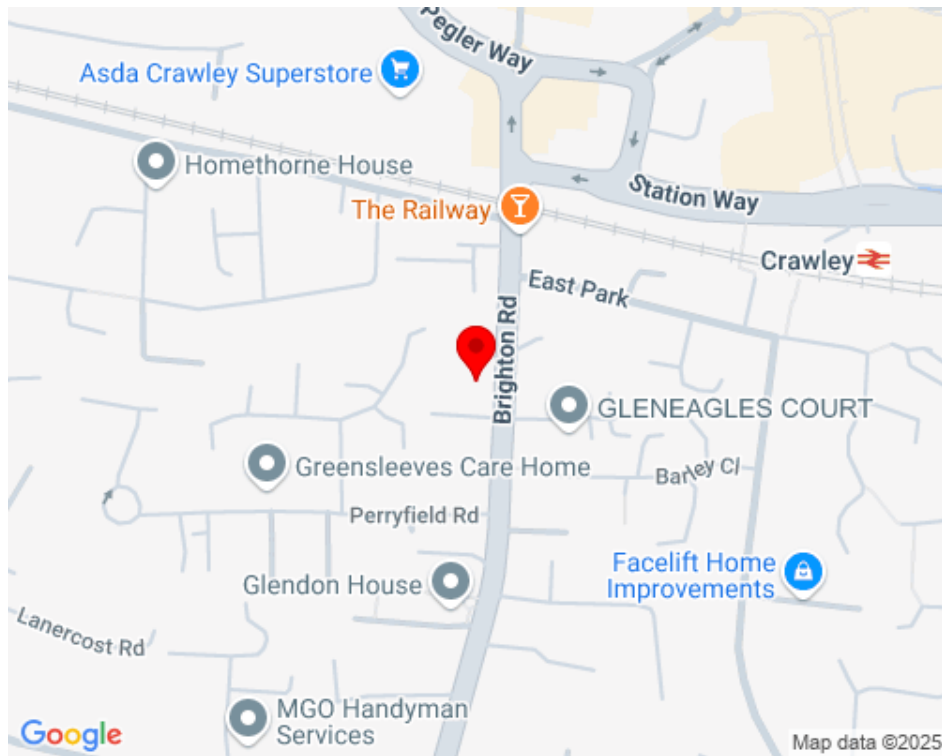 Pegler Way
Asda Crawley Superstore
Homethorne House
Station Way
The Railway
Crawley
East Park
Brighton Rd
GLENEAGLES COURT
Greensleeves Care Home
Barley Cl
Perryfield Rd
Facelift Home
Improvements
Glendon House
Lanercost Rd
MGO Handyman
Services
Google
Map data ©2025